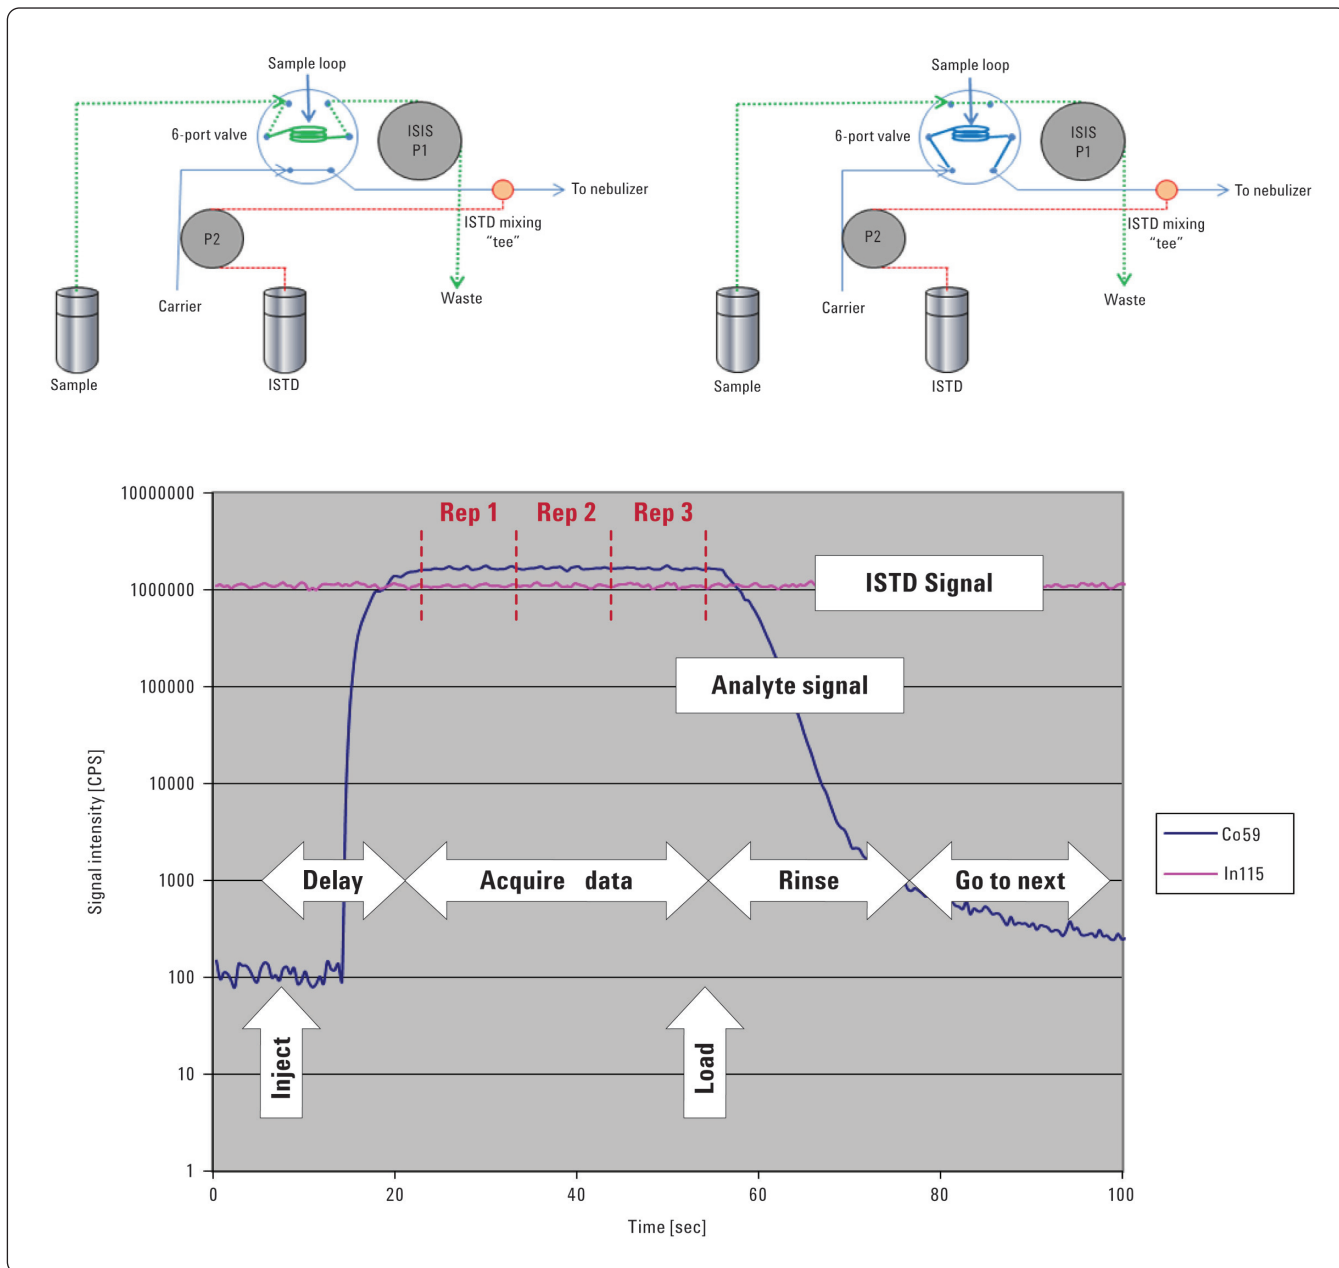 Sample loop
6-port valve
ISIS
P1
To nebulizer
ISTD mixing
“tee”
P2
Carrier
Waste
Sample
ISTD
Sample loop
6-port valve
ISIS
P1
To nebulizer
ISTD mixing
“tee”
P2
Carrier
Waste
Sample
ISTD
10000000
1000000
100000
10000
1000
100
10
1
Signal intensity [CPS]
Rep 1 Rep 2 Rep 3
ISTD Signal
Analyte signal
Delay Acquire data Rinse Go to next
Inject
Load
Co59
In115
0 20 40 60 80 100
Time [sec]